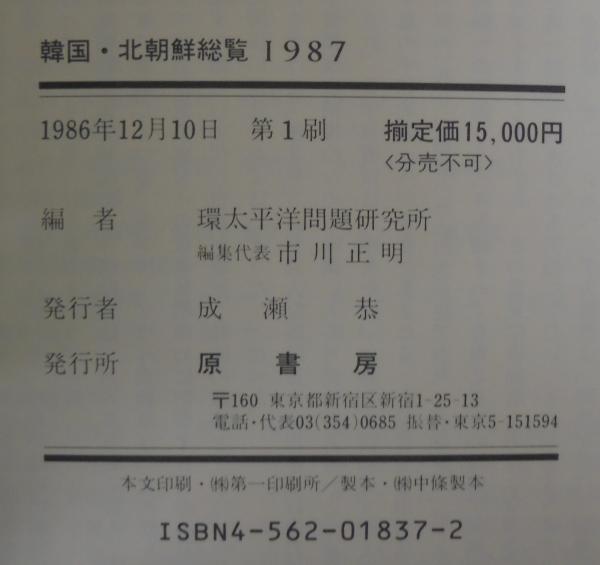 韓国・北朝鮮総覧 1987
1986年12月10日 第1刷 揃定価15,000円
〈分売不可〉
編者 環太平洋問題研究所
編集代表 市川正明
発行者 成瀬恭
発行所 原書房
〒160 東京都新宿区新宿1-25-13
電話・代表03(354)0685 振替・東京5-151594
本文印刷・㈱第一印刷所／製本・㈱中條製本
ISBN4-562-01837-2